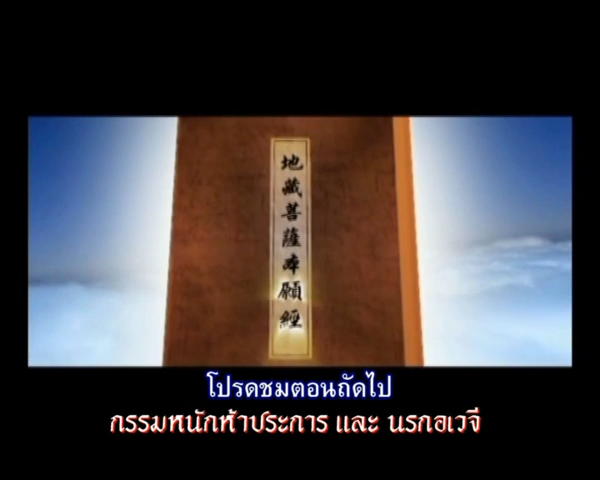 地藏菩薩本願經
โปรดชมตอนถัดไป
กรรมหนักห้าประการ และ นรกอเวจี